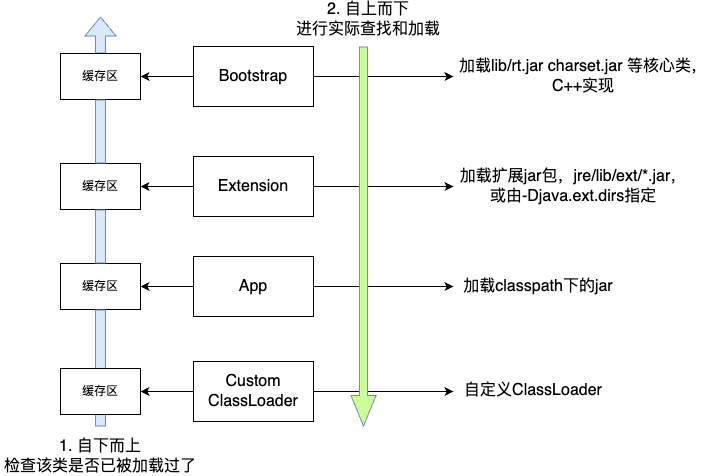 2. 自上而下
进行实际查找和加载
缓存区
Bootstrap
加载lib/rt.jar charset.jar 等核心类，
C++实现
缓存区
Extension
加载扩展jar包，jre/lib/ext/*.jar，
或由-Djava.ext.dirs指定
缓存区
App
加载classpath下的jar
缓存区
Custom
ClassLoader
自定义ClassLoader
1. 自下而上
检查该类是否已被加载过了